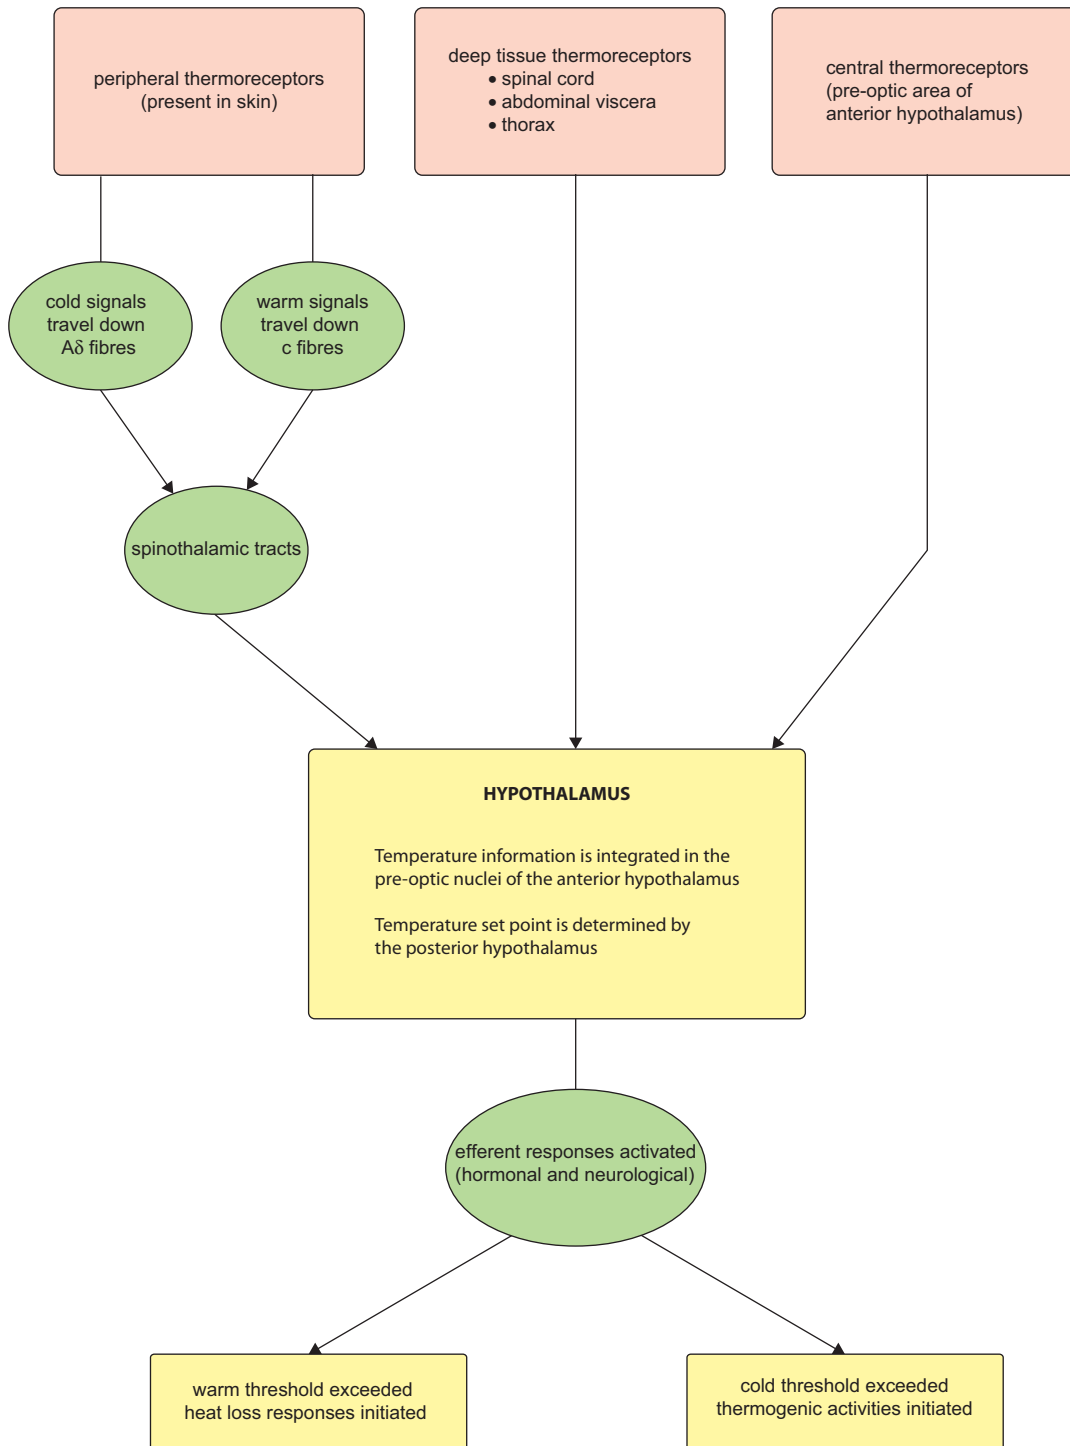 peripheral thermoreceptors
(present in skin)
deep tissue thermoreceptors
• spinal cord
• abdominal viscera
• thorax
central thermoreceptors
(pre-optic area of
anterior hypothalamus)
cold signals
travel down
Aδ fibres
warm signals
travel down
c fibres
spinothalamic tracts
HYPOTHALAMUS
Temperature information is integrated in the
pre-optic nuclei of the anterior hypothalamus
Temperature set point is determined by
the posterior hypothalamus
efferent responses activated
(hormonal and neurological)
warm threshold exceeded
heat loss responses initiated
cold threshold exceeded
thermogenic activities initiated